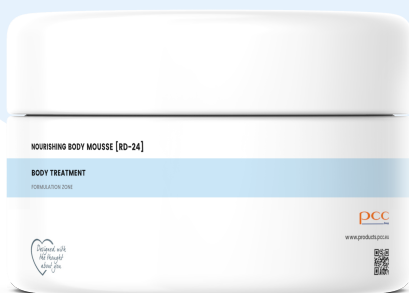 NOURISHING BODY MOUSSE [RD-24]
BODY TREATMENT
FORMULATION ZONE
pcc
www.products.pcc.eu
Designed with
the thought
about you